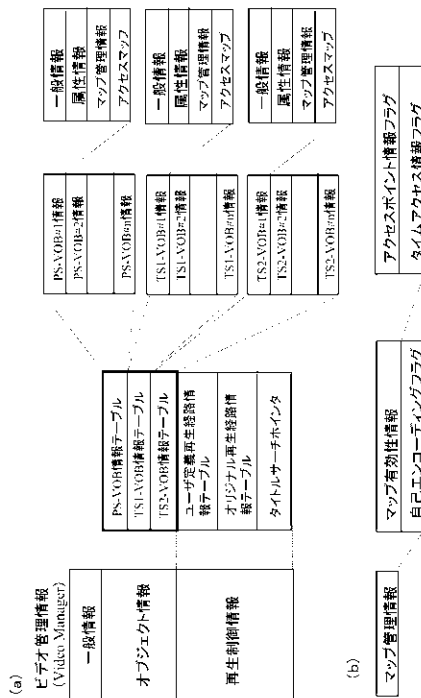 (a)
ビデオ管理情報
(Video Manager)
一般情報
オブジェクト情報
再生制御情報
PS-VOB情報テーブル
TS1-VOB情報テーブル
TS2-VOB情報テーブル
ユーザ定義再生経路情
報テーブル
オリジナル再生経路情
報テーブル
タイトルサーチポインタ
PS-VOB#1情報
PS-VOB#2情報
PS-VOB#n情報
TS1-VOB#1情報
TS1-VOB#2情報
TS1-VOB#n情報
TS2-VOB#1情報
TS2-VOB#2情報
TS2-VOB#n情報
一般情報
属性情報
マップ管理情報
アクセスマップ
一般情報
属性情報
マップ管理情報
アクセスマップ
一般情報
属性情報
マップ管理情報
アクセスマップ
(b)
マップ管理情報
マップ有効性情報
自己エンコーディングフラグ
アクセスポイント情報フラグ
タイムアクセス情報フラグ